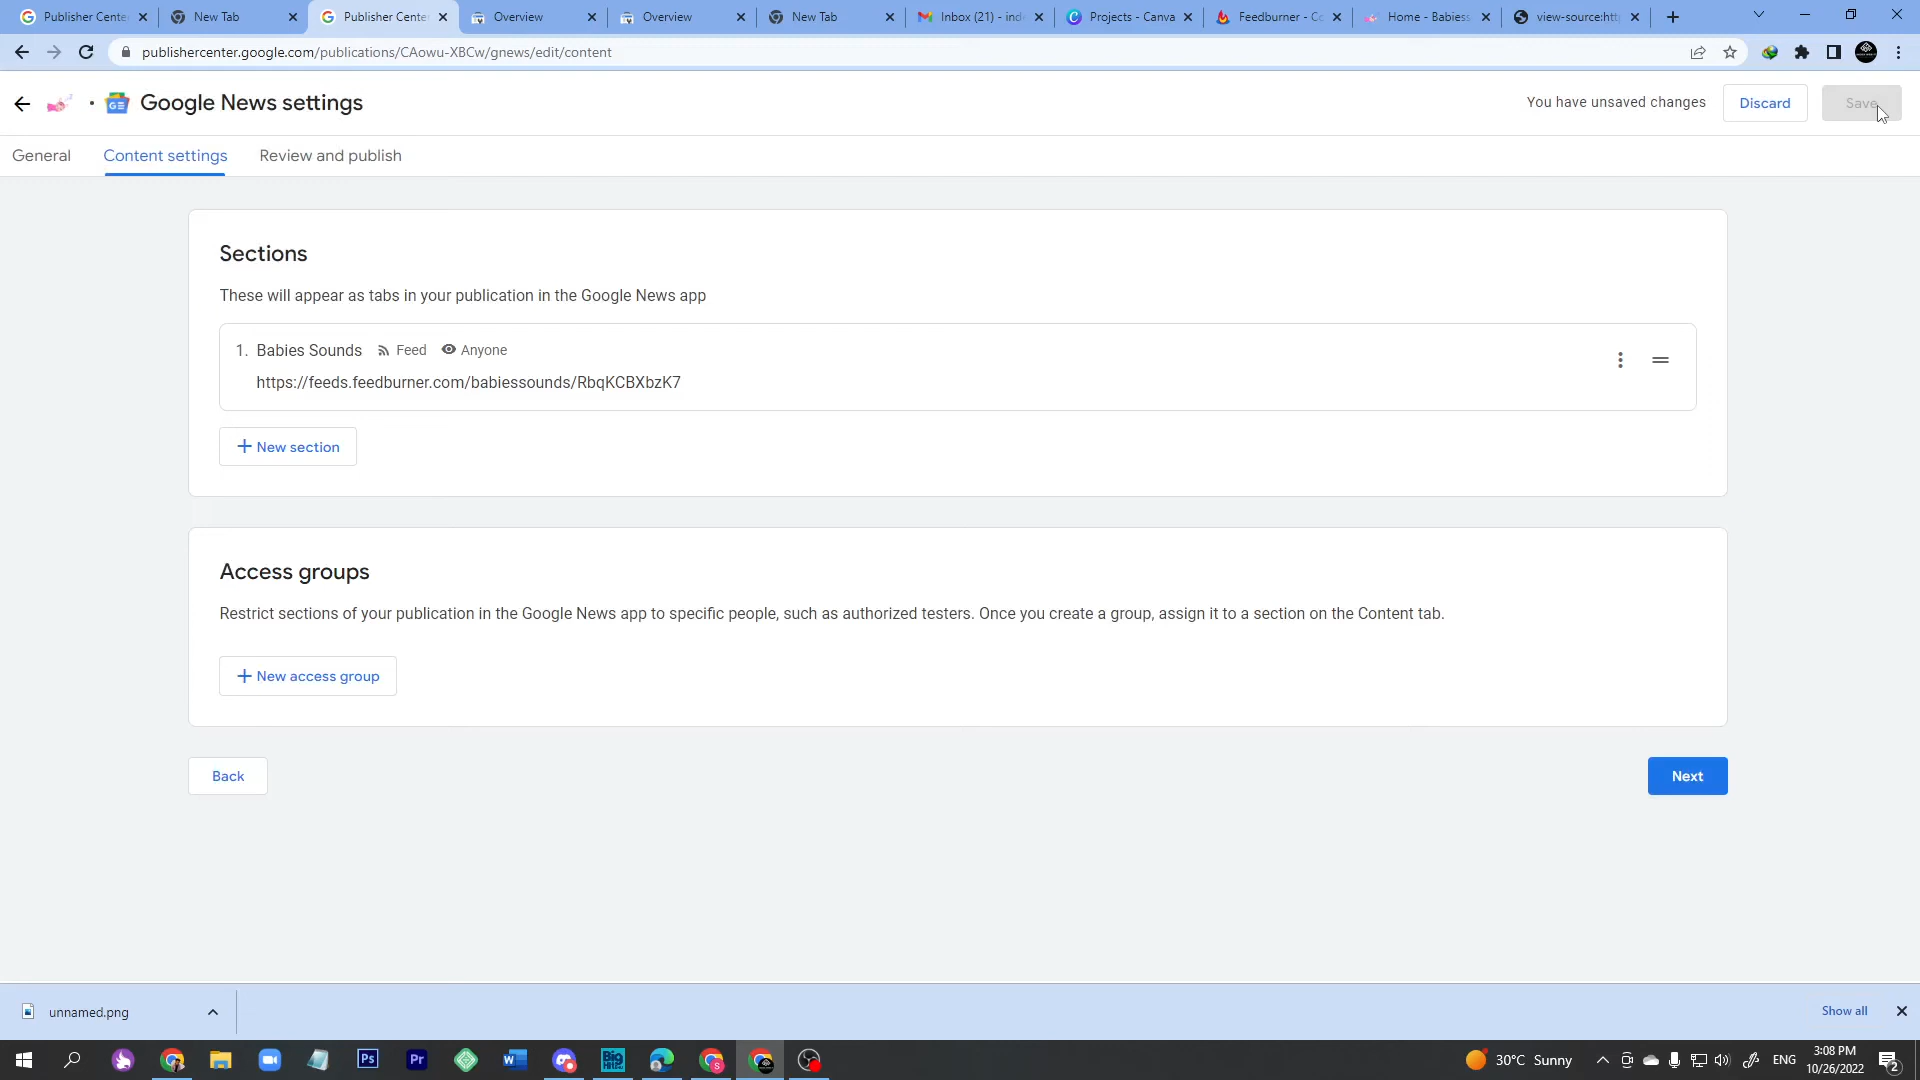 Publisher Cente
New Tab
Publisher Cente
Overview
Overview
New Tab
Inbox (21) - ind
Projects - Canva
Feedburner - Co
Home - Babiess
view-source:htt
publishercenter.google.com/publications/CAowu-XBCw/gnews/edit/content
Google News settings
You have unsaved changes
Discard
Save
General
Content settings
Review and publish
Sections
These will appear as tabs in your publication in the Google News app
1. Babies Sounds Feed Anyone
https://feeds.feedburner.com/babiessounds/RbqKCBXbzK7
+ New section
Access groups
Restrict sections of your publication in the Google News app to specific people, such as authorized testers. Once you create a group, assign it to a section on the Content tab.
+ New access group
Back
Next
unnamed.png
Show all
30°C Sunny
ENG
3:08 PM
10/26/2022
2